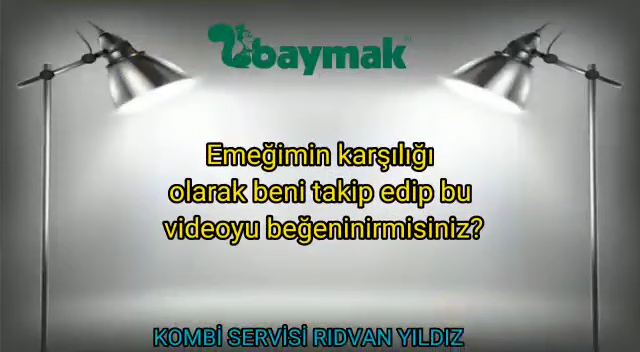 baymak
Emeğimin karşılığı
olarak beni takip edip bu
videoyu beğeninirmisiniz?
KOMBİ SERVİSİ RIDVAN YILDIZ